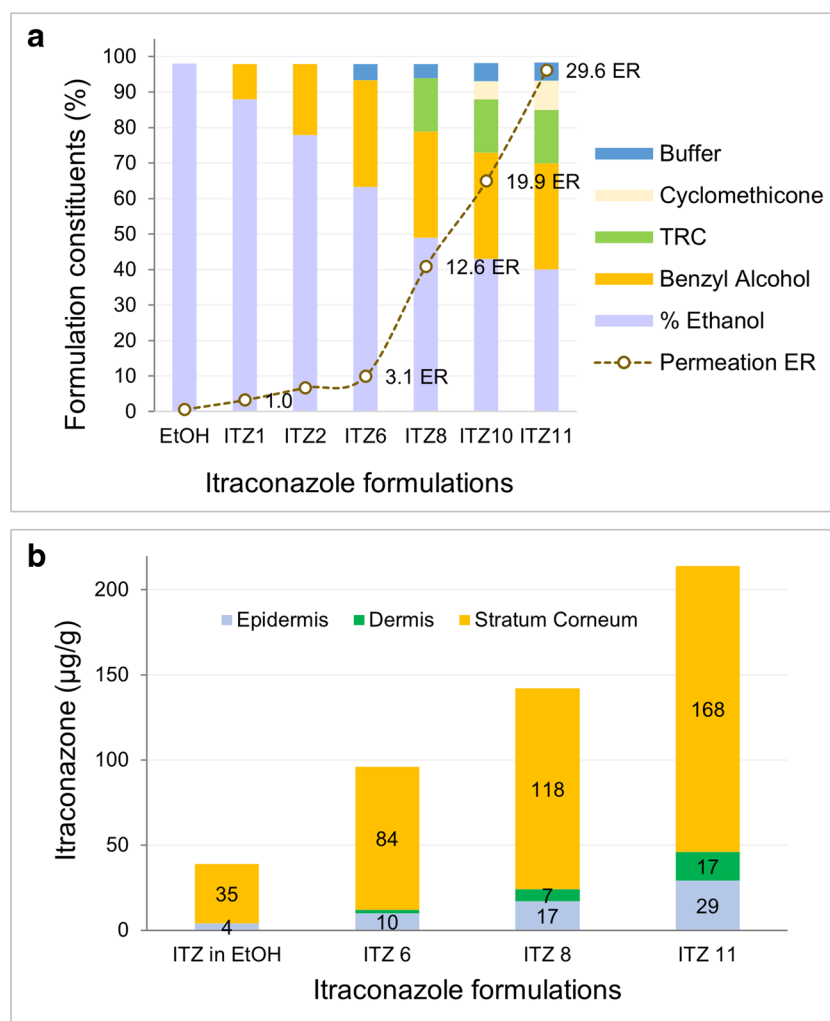 a
Formulation constituents (%)
100
90
80
70
60
50
40
30
20
10
0
29.6 ER
19.9 ER
12.6 ER
3.1 ER
1.0
EtOH ITZ1 ITZ2 ITZ6 ITZ8 ITZ10 ITZ11
Itraconazole formulations
Buffer
Cyclomethicone
TRC
Benzyl Alcohol
% Ethanol
Permeation ER
b
Itraconazone (µg/g)
200
150
100
50
0
Epidermis Dermis Stratum Corneum
35
4
84
10
118
7
17
168
17
29
ITZ in EtOH ITZ 6 ITZ 8 ITZ 11
Itraconazole formulations